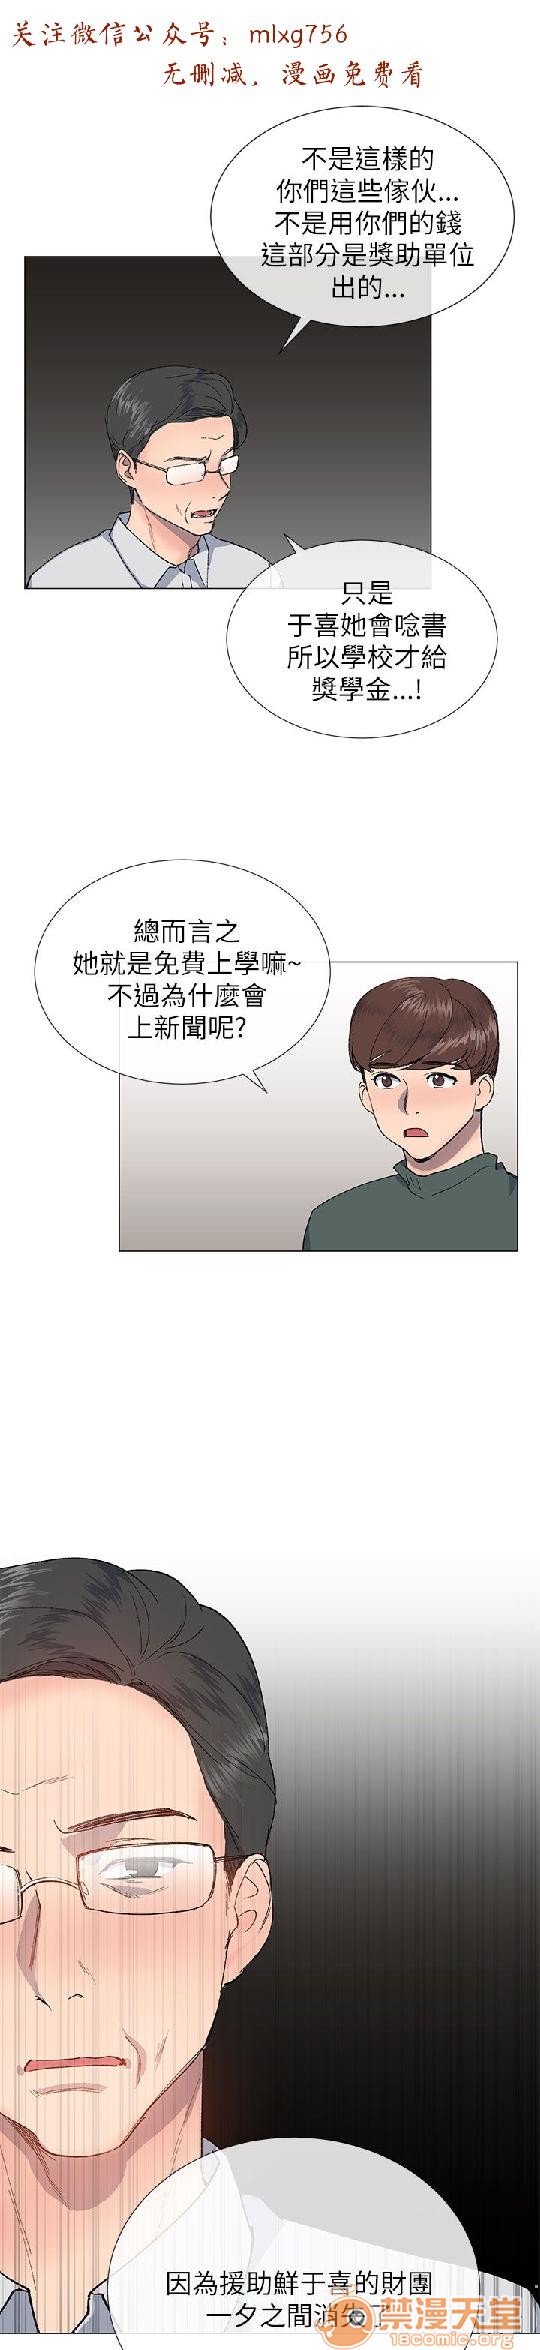 关注微信公众号：mlxg756
无删减．漫画免费看
不是這樣的
你們這些傢伙...
不是用你們的錢
這部分是獎助單位
出的...
只是
于喜她會唸書
所以學校才給
獎學金...!
總而言之
她就是免費上學嘛~
不過為什麼會
上新聞呢?
因為援助鮮于喜的財團
一夕之間消失了
禁漫天堂
18comic.org